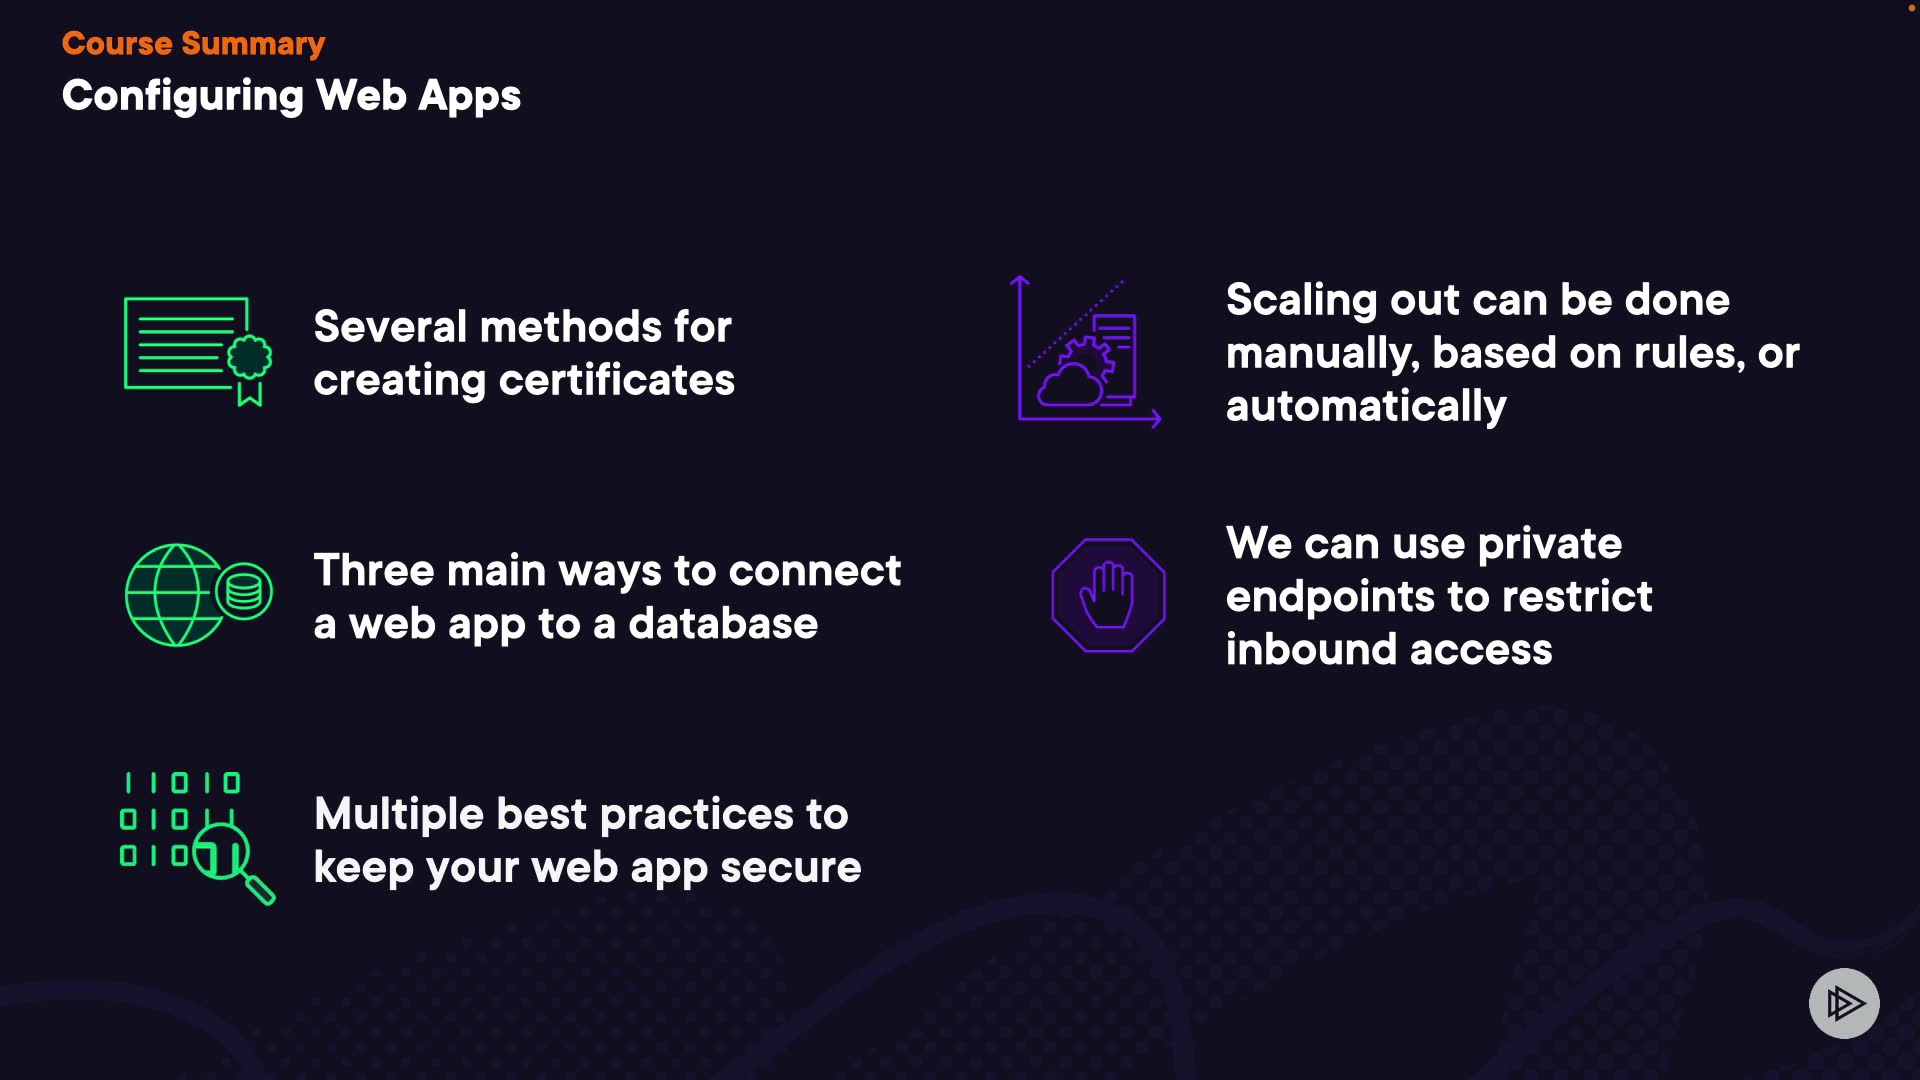 Course Summary
Configuring Web Apps
Several methods for
creating certificates
Three main ways to connect
a web app to a database
Multiple best practices to
keep your web app secure
Scaling out can be done
manually, based on rules, or
automatically
We can use private
endpoints to restrict
inbound access